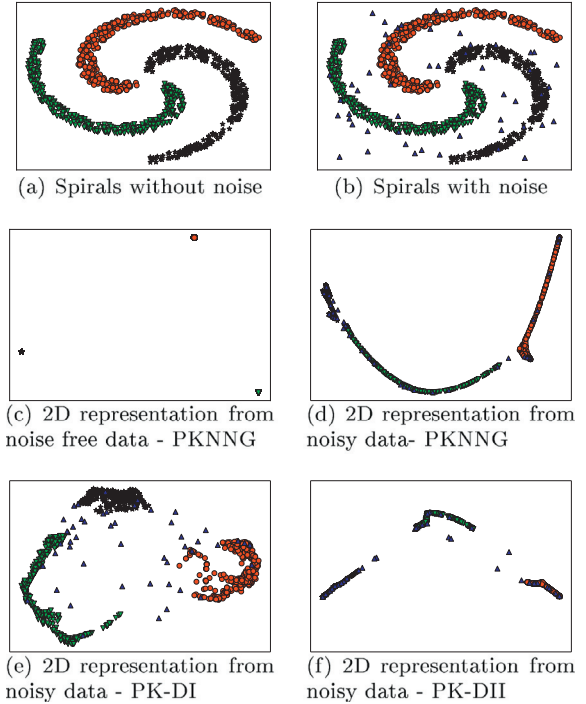 (a) Spirals without noise
(b) Spirals with noise
(c) 2D representation from
noise free data - PKNNG
(d) 2D representation from
noisy data- PKNNG
(e) 2D representation from
noisy data - PK-DI
(f) 2D representation from
noisy data - PK-DII